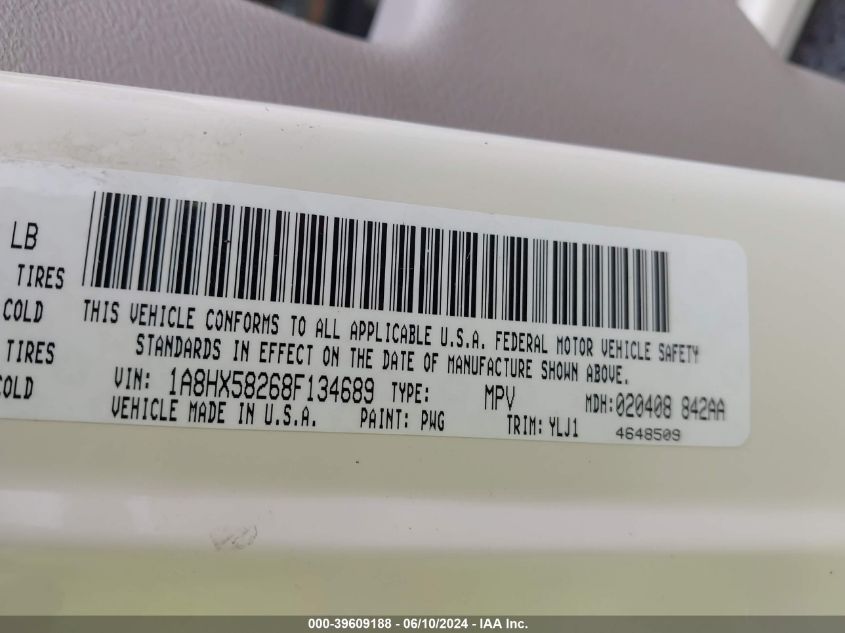 LB
TIRES
COLD
TIRES
COLD
THIS VEHICLE CONFORMS TO ALL APPLICABLE U.S.A. FEDERAL MOTOR VEHICLE SAFETY
STANDARDS IN EFFECT ON THE DATE OF MANUFACTURE SHOWN ABOVE.
VIN: 1A8HX58268F134689 TYPE: MPV MDH:020408 842AA
VEHICLE MADE IN U.S.A. PAINT: PWG TRIM: YLJ1 4648509
000-39609188 - 06/10/2024 - IAA Inc.